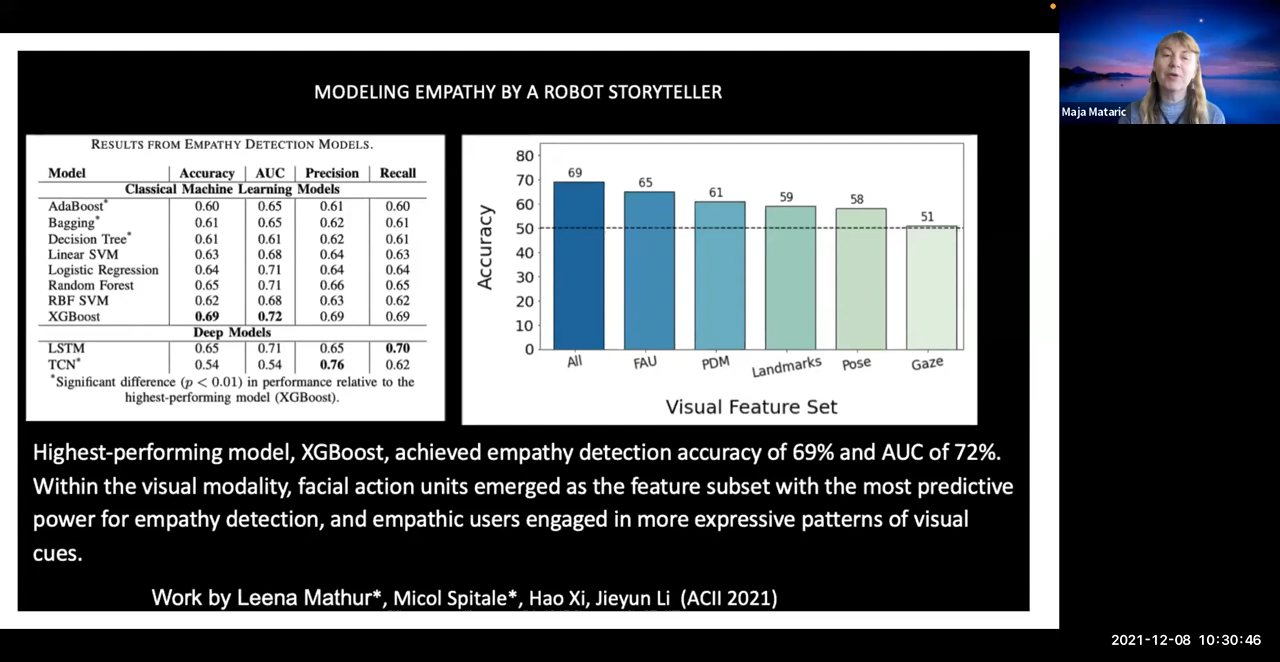 MODELING EMPATHY BY A ROBOT STORYTELLER
RESULTS FROM EMPATHY DETECTION MODELS.
Model Accuracy AUC Precision Recall
Classical Machine Learning Models
AdaBoost* 0.60 0.65 0.61 0.60
Bagging* 0.61 0.65 0.62 0.61
Decision Tree* 0.61 0.61 0.62 0.61
Linear SVM 0.63 0.68 0.64 0.63
Logistic Regression 0.64 0.71 0.64 0.64
Random Forest 0.65 0.71 0.66 0.65
RBF SVM 0.62 0.68 0.63 0.62
XGBoost 0.69 0.72 0.69 0.69
Deep Models
LSTM 0.65 0.71 0.65 0.70
TCN* 0.54 0.54 0.76 0.62
*Significant difference (p < 0.01) in performance relative to the
highest-performing model (XGBoost).
Accuracy
80
70
60
50
40
30
20
10
0
69 65 61 59 58 51
All FAU PDM Landmarks Pose Gaze
Visual Feature Set
Highest-performing model, XGBoost, achieved empathy detection accuracy of 69% and AUC of 72%.
Within the visual modality, facial action units emerged as the feature subset with the most predictive
power for empathy detection, and empathic users engaged in more expressive patterns of visual
cues.
Work by Leena Mathur*, Micol Spitale*, Hao Xi, Jieyun Li (ACII 2021)
Maja Mataric
2021-12-08 10:30:46